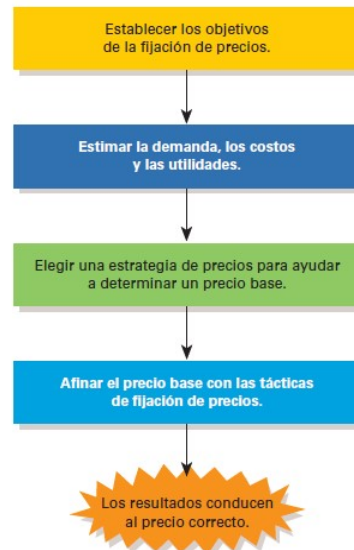 Establecer los objetivos
de la fijación de precios.
Estimar la demanda, los costos
y las utilidades.
Elegir una estrategia de precios para ayudar
a determinar un precio base.
Afinar el precio base con las tácticas
de fijación de precios.
Los resultados conducen
al precio correcto.